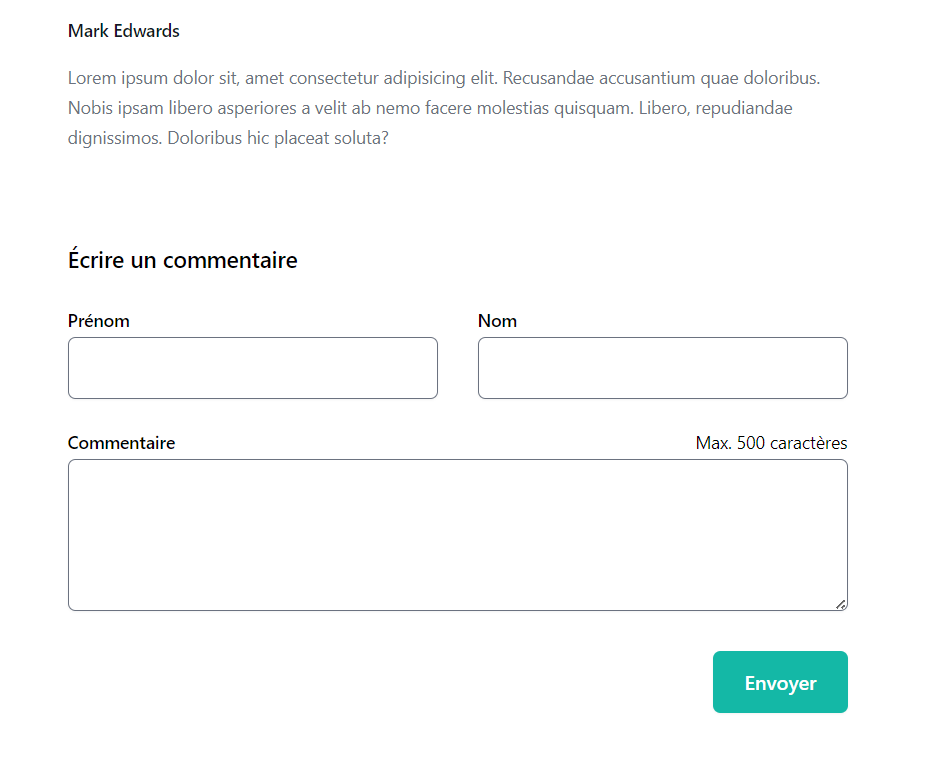 Mark Edwards
Lorem ipsum dolor sit, amet consectetur adipisicing elit. Recusandae accusantium quae doloribus.
Nobis ipsam libero asperiores a velit ab nemo facere molestias quisquam. Libero, repudiandae
dignissimos. Doloribus hic placeat soluta?
Écrire un commentaire
Prénom
Nom
Commentaire
Max. 500 caractères
Envoyer